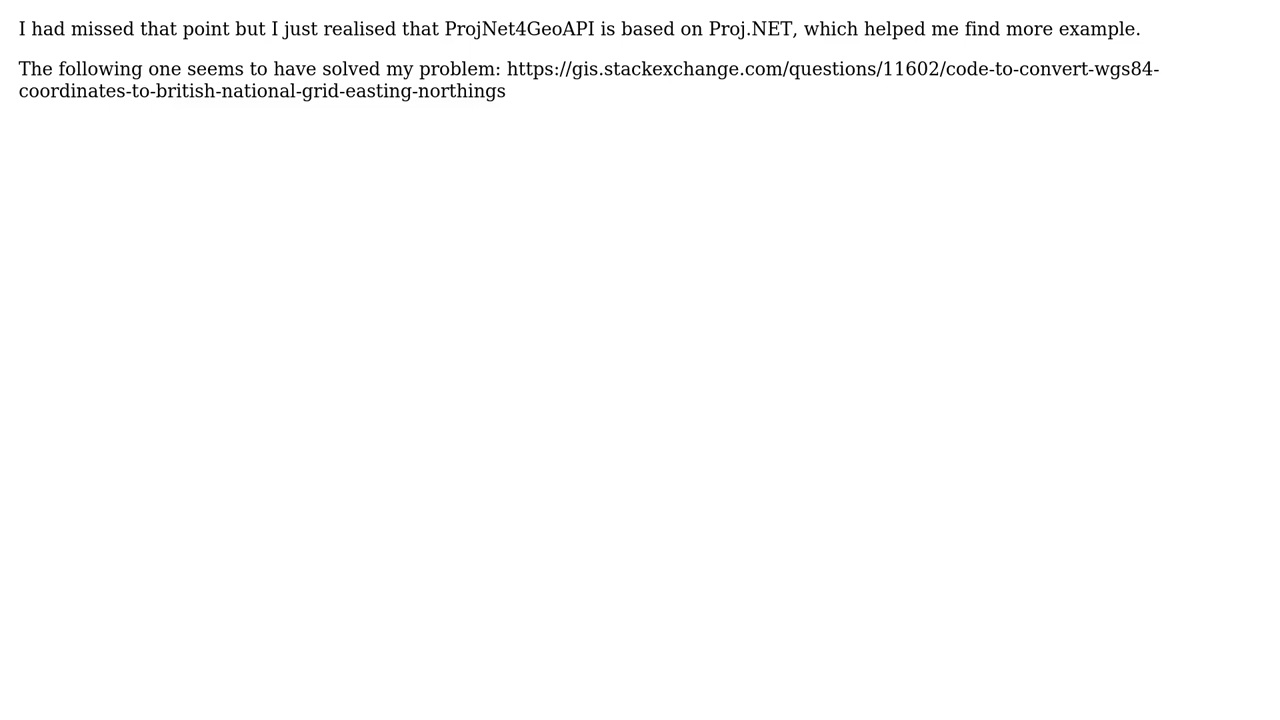 I had missed that point but I just realised that ProjNet4GeoAPI is based on Proj.NET, which helped me find more example.
The following one seems to have solved my problem: https://gis.stackexchange.com/questions/11602/code-to-convert-wgs84-
coordinates-to-british-national-grid-easting-northings